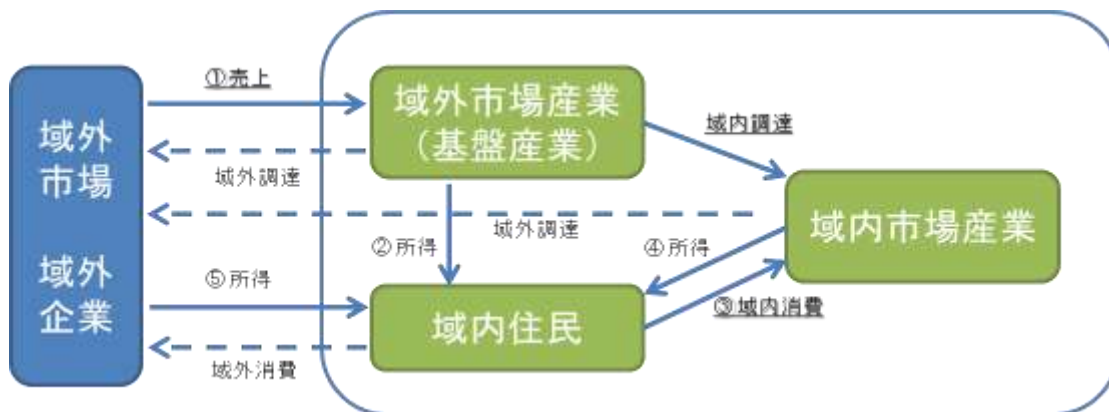 域外
市場
域外
企業
①売上
域外調達
域外調達
⑤所得
域外消費
域外市場産業
(基盤産業)
②所得
域内住民
域内調達
④所得
③域内消費
域内市場産業